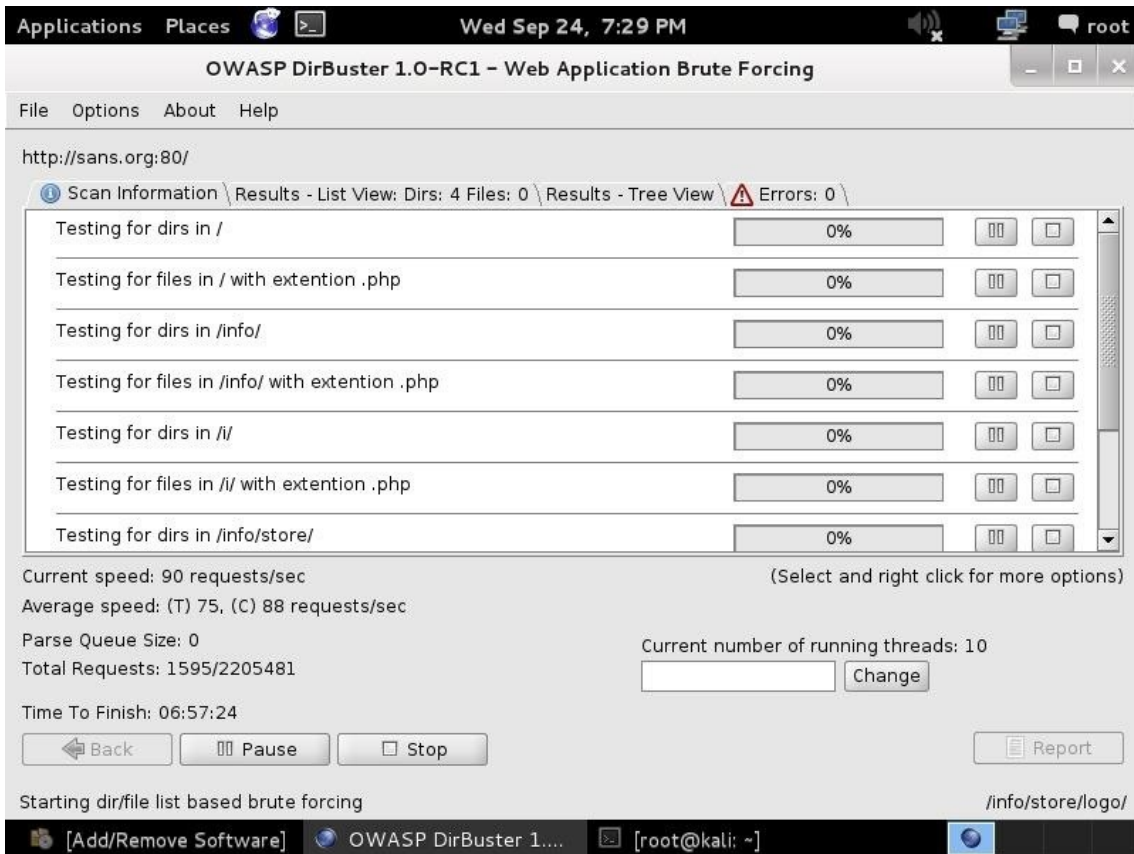 Applications Places Wed Sep 24, 7:29 PM root
OWASP DirBuster 1.0-RC1 - Web Application Brute Forcing
File Options About Help
http://sans.org:80/
Scan Information Results - List View: Dirs: 4 Files: 0 Results - Tree View Errors: 0
Testing for dirs in / 0%
Testing for files in / with extention .php 0%
Testing for dirs in /info/ 0%
Testing for files in /info/ with extention .php 0%
Testing for dirs in /i/ 0%
Testing for files in /i/ with extention .php 0%
Testing for dirs in /info/store/ 0%
Current speed: 90 requests/sec (Select and right click for more options)
Average speed: (T) 75, (C) 88 requests/sec
Parse Queue Size: 0
Current number of running threads: 10
Total Requests: 1595/2205481
Change
Time To Finish: 06:57:24
Back Pause Stop Report
Starting dir/file list based brute forcing /info/store/logo/
[Add/Remove Software] OWASP DirBuster 1.... [root@kali: ~]